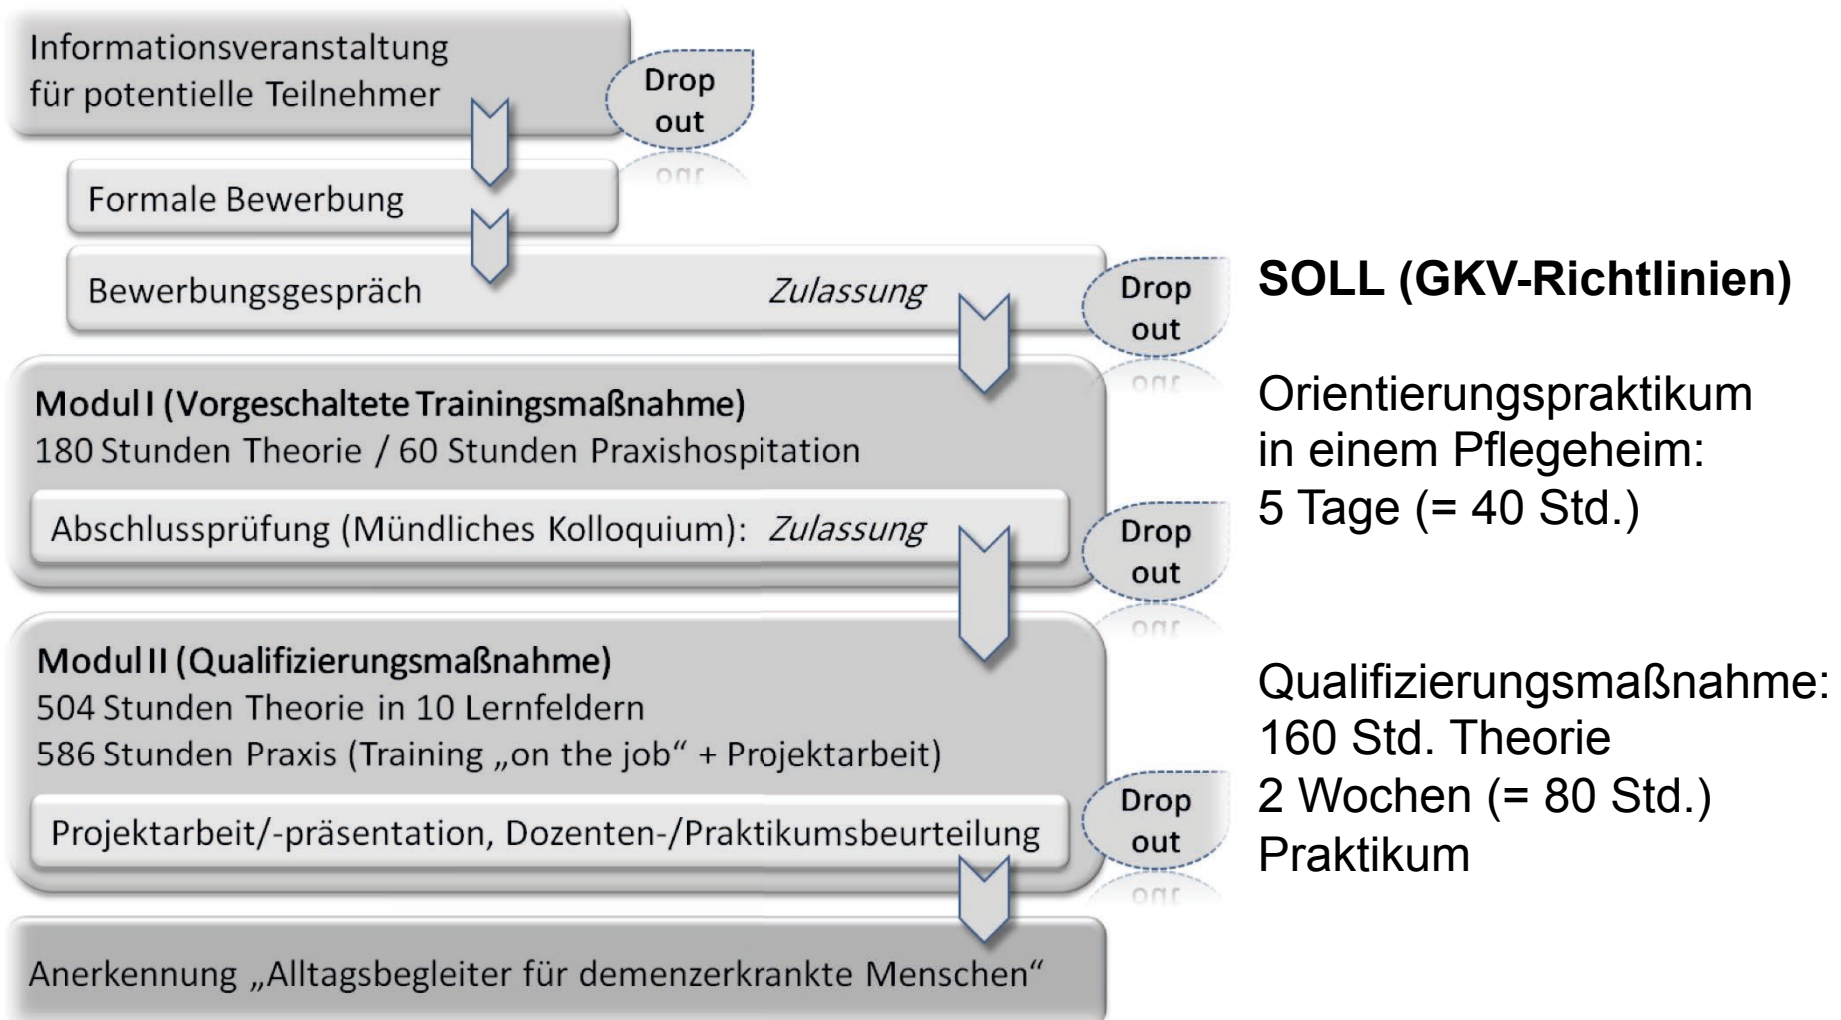 Informationsveranstaltung
für potentielle Teilnehmer
Drop
out
Formale Bewerbung
Bewerbungsgespräch
Zulassung
Drop
out
Modul I (Vorgeschaltete Trainingsmaßnahme)
180 Stunden Theorie / 60 Stunden Praxishospitation
Abschlussprüfung (Mündliches Kolloquium): Zulassung
Drop
out
Modul II (Qualifizierungsmaßnahme)
504 Stunden Theorie in 10 Lernfeldern
586 Stunden Praxis (Training „on the job“ + Projektarbeit)
Projektarbeit/-präsentation, Dozenten-/Praktikumsbeurteilung
Drop
out
Anerkennung „Alltagsbegleiter für demenzerkrankte Menschen“
SOLL (GKV-Richtlinien)
Orientierungspraktikum
in einem Pflegeheim:
5 Tage (= 40 Std.)
Qualifizierungsmaßnahme:
160 Std. Theorie
2 Wochen (= 80 Std.)
Praktikum